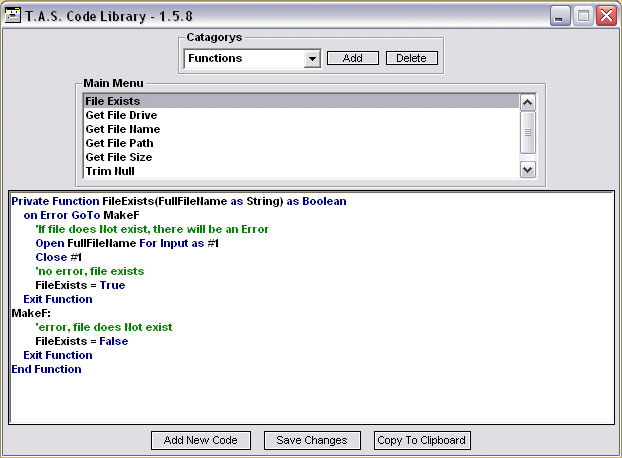 T.A.S. Code Library - 1.5.8
Catagorys
Functions Add Delete
Main Menu
File Exists
Get File Drive
Get File Name
Get File Path
Get File Size
Trim Null
Private Function FileExists(FullFileName as String) as Boolean
on Error GoTo MakeF
'If file does Not exist, there will be an Error
Open FullFileName For Input as #1
Close #1
'no error, file exists
FileExists = True
Exit Function
MakeF:
'error, file does Not exist
FileExists = False
Exit Function
End Function
Add New Code Save Changes Copy To Clipboard